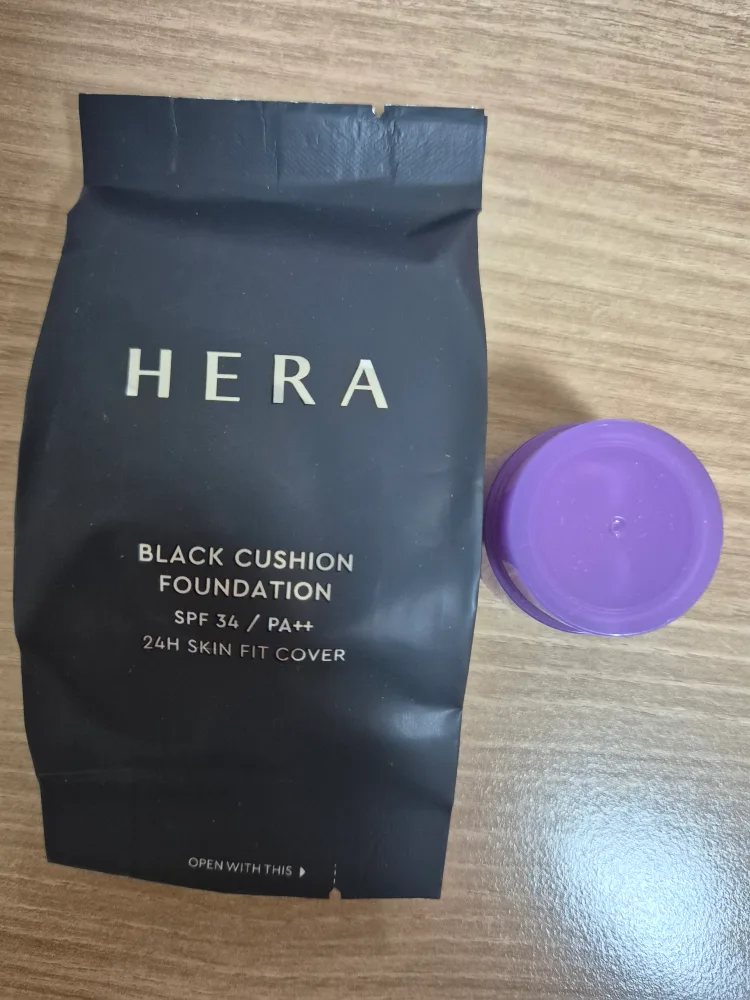 HERA
BLACK CUSHION
FOUNDATION
SPF 34 / PA++
24H SKIN FIT COVER
OPEN WITH THIS